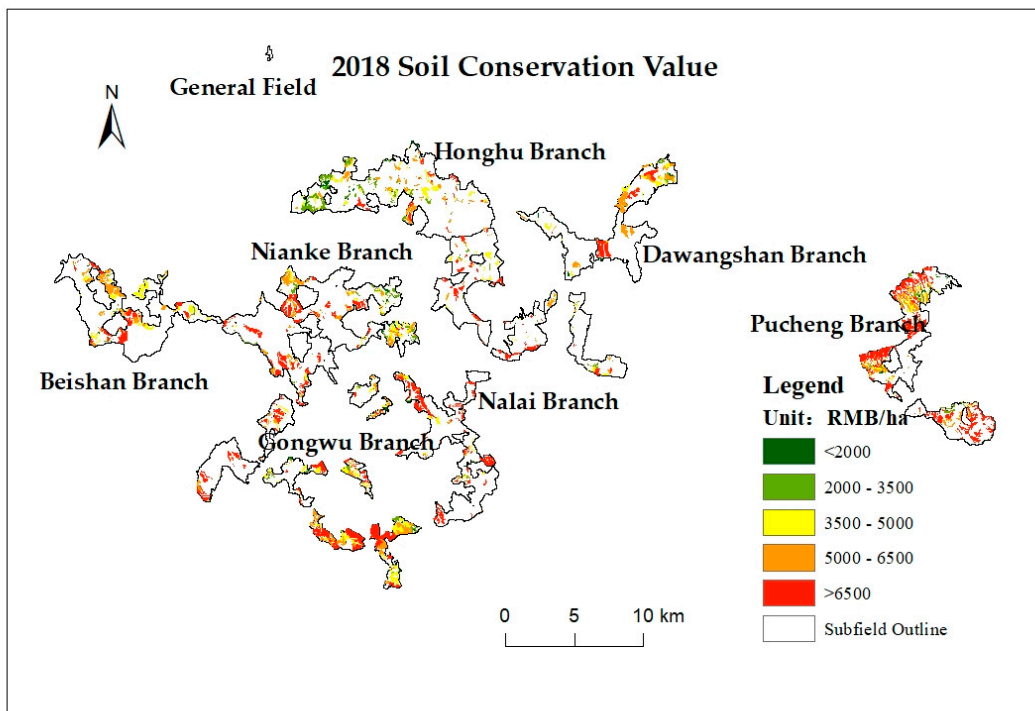 2018 Soil Conservation Value
General Field
N
Honghu Branch
Nianke Branch
Dawangshan Branch
Pucheng Branch
Beishan Branch
Nalai Branch
Gongwu Branch
Legend
Unit: RMB/ha
<2000
2000 - 3500
3500 - 5000
5000 - 6500
>6500
Subfield Outline
0 5 10 km